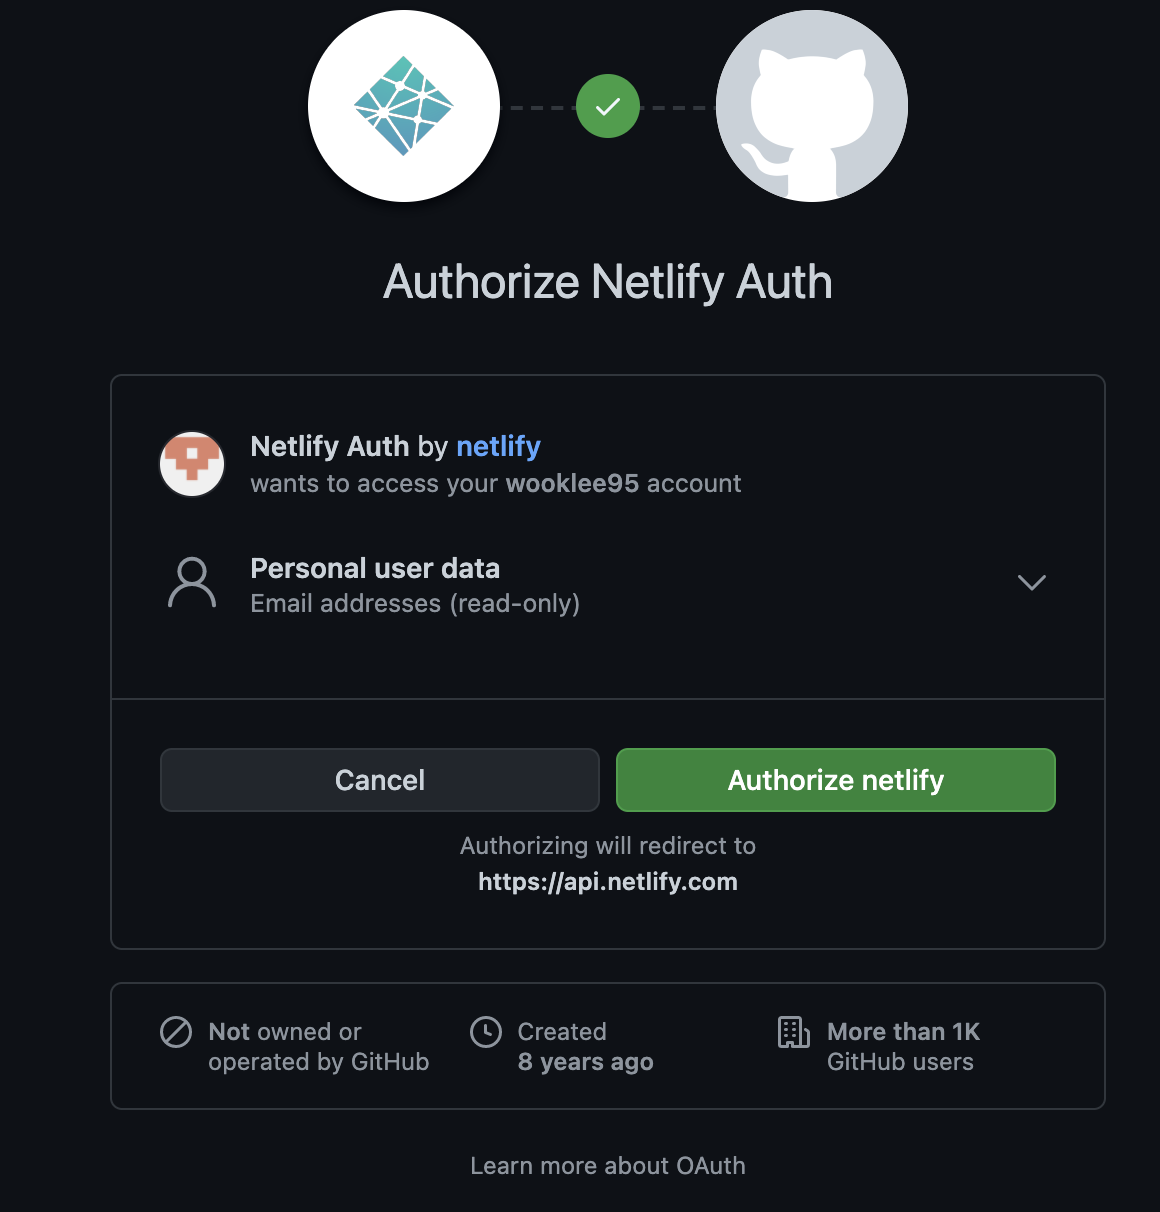 Authorize Netlify Auth
Netlify Auth by netlify
wants to access your wooklee95 account
Personal user data
Email addresses (read-only)
Cancel
Authorize netlify
Authorizing will redirect to
https://api.netlify.com
Not owned or
operated by GitHub
Created
8 years ago
More than 1K
GitHub users
Learn more about OAuth